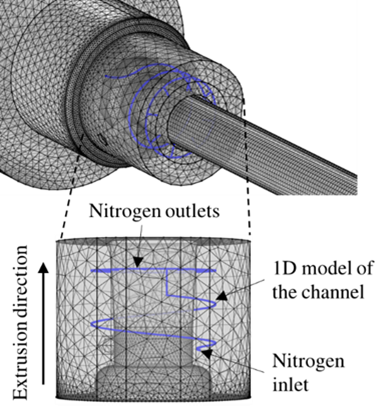 Nitrogen outlets
Extrusion direction
1D model of
the channel
Nitrogen
inlet